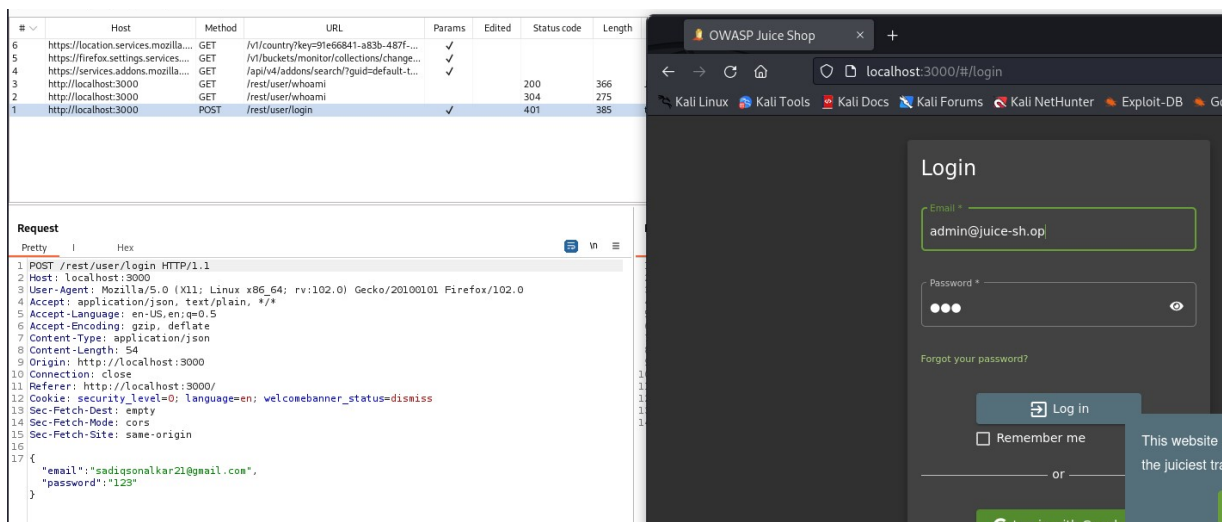 # Host Method URL Params Edited Status code Length
6 https://location.services.mozilla.... GET /v1/country?key=91e66841-a83b-487f-... ✓
5 https://firefox.settings.services.... GET /v1/buckets/monitor/collections/change... ✓
4 https://services.addons.mozilla.... GET /api/v4/addons/search/?guid=default-t... ✓
3 http://localhost:3000 GET /rest/user/whoami 200 366
2 http://localhost:3000 GET /rest/user/whoami 304 275
1 http://localhost:3000 POST /rest/user/login ✓ 401 385
Request
Pretty I Hex \n
1 POST /rest/user/login HTTP/1.1
2 Host: localhost:3000
3 User-Agent: Mozilla/5.0 (X11; Linux x86_64; rv:102.0) Gecko/20100101 Firefox/102.0
4 Accept: application/json, text/plain, */*
5 Accept-Language: en-US,en;q=0.5
6 Accept-Encoding: gzip, deflate
7 Content-Type: application/json
8 Content-Length: 54
9 Origin: http://localhost:3000
10 Connection: close
11 Referer: http://localhost:3000/
12 Cookie: security_level=0; language=en; welcomebanner_status=dismiss
13 Sec-Fetch-Dest: empty
14 Sec-Fetch-Mode: cors
15 Sec-Fetch-Site: same-origin
16
17 {
"email":"sadiqsonalkar21@gmail.com",
"password":"123"
}
OWASP Juice Shop
localhost:3000/#/login
Kali Linux Kali Tools Kali Docs Kali Forums Kali NetHunter Exploit-DB
Login
Email *
admin@juice-sh.op
Password *
●●●
Forgot your password?
Log in
Remember me
or
This website
the juiciest